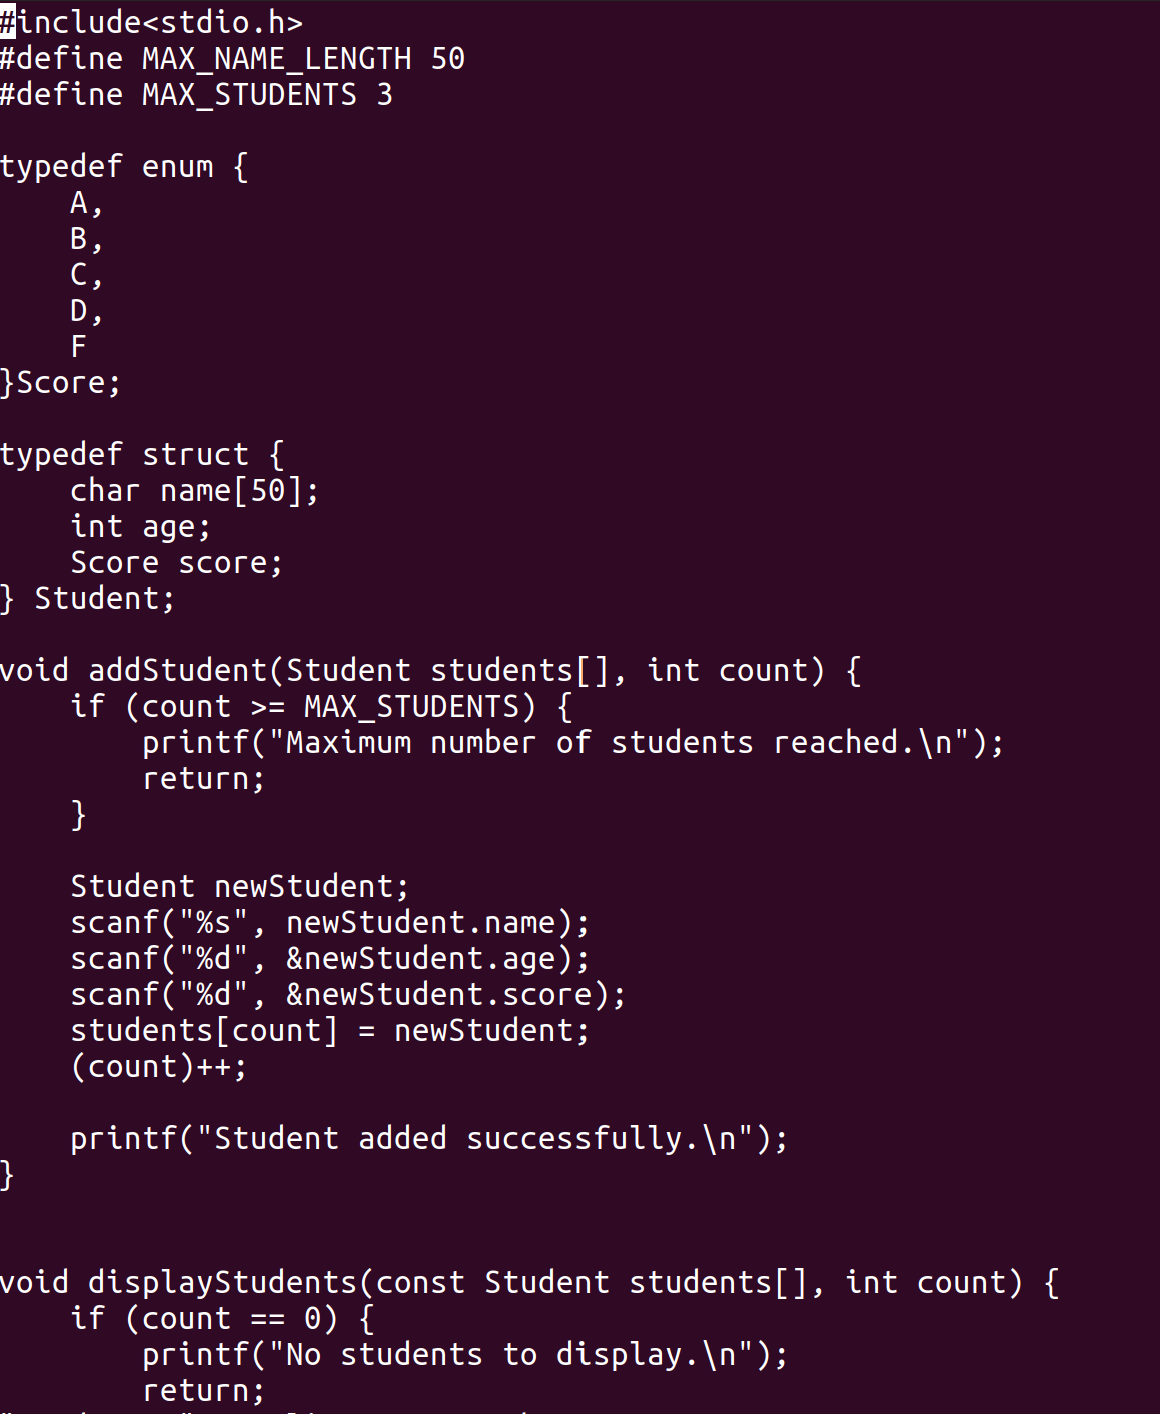 #include<stdio.h>
#define MAX_NAME_LENGTH 50
#define MAX_STUDENTS 3

typedef enum {
    A,
    B,
    C,
    D,
    F
}Score;

typedef struct {
    char name[50];
    int age;
    Score score;
} Student;

void addStudent(Student students[], int count) {
    if (count >= MAX_STUDENTS) {
        printf("Maximum number of students reached.\n");
        return;
    }

    Student newStudent;
    scanf("%s", newStudent.name);
    scanf("%d", &newStudent.age);
    scanf("%d", &newStudent.score);
    students[count] = newStudent;
    (count)++;

    printf("Student added successfully.\n");
}


void displayStudents(const Student students[], int count) {
    if (count == 0) {
        printf("No students to display.\n");
        return;